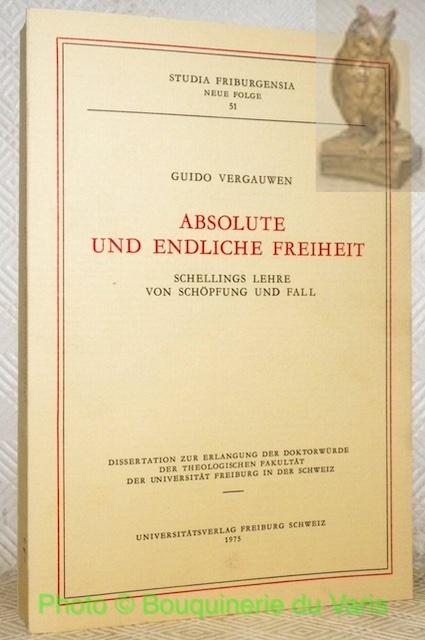 STUDIA FRIBURGENSIA
NEUE FOLGE
51
GUIDO VERGAUWEN
ABSOLUTE
UND ENDLICHE FREIHEIT
SCHELLINGS LEHRE
VON SCHÖPFUNG UND FALL
DISSERTATION ZUR ERLANGUNG DER DOKTORWÜRDE
DER THEOLOGISCHEN FAKULTÄT
DER UNIVERSITÄT FREIBURG IN DER SCHWEIZ
UNIVERSITÄTSVERLAG FREIBURG SCHWEIZ
1975
Photo © Bouquinerie du Varis